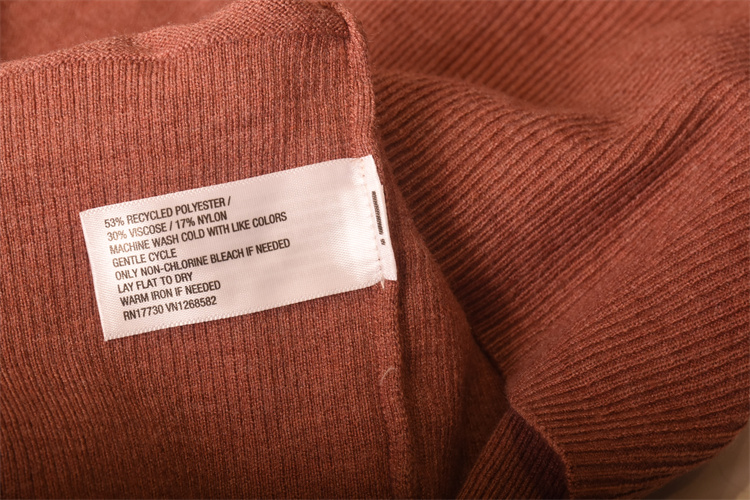 53% RECYCLED POLYESTER /
30% VISCOSE / 17% NYLON
MACHINE WASH COLD WITH LIKE COLORS
GENTLE CYCLE
ONLY NON-CHLORINE BLEACH IF NEEDED
LAY FLAT TO DRY
WARM IRON IF NEEDED
RN17730 VN1268582